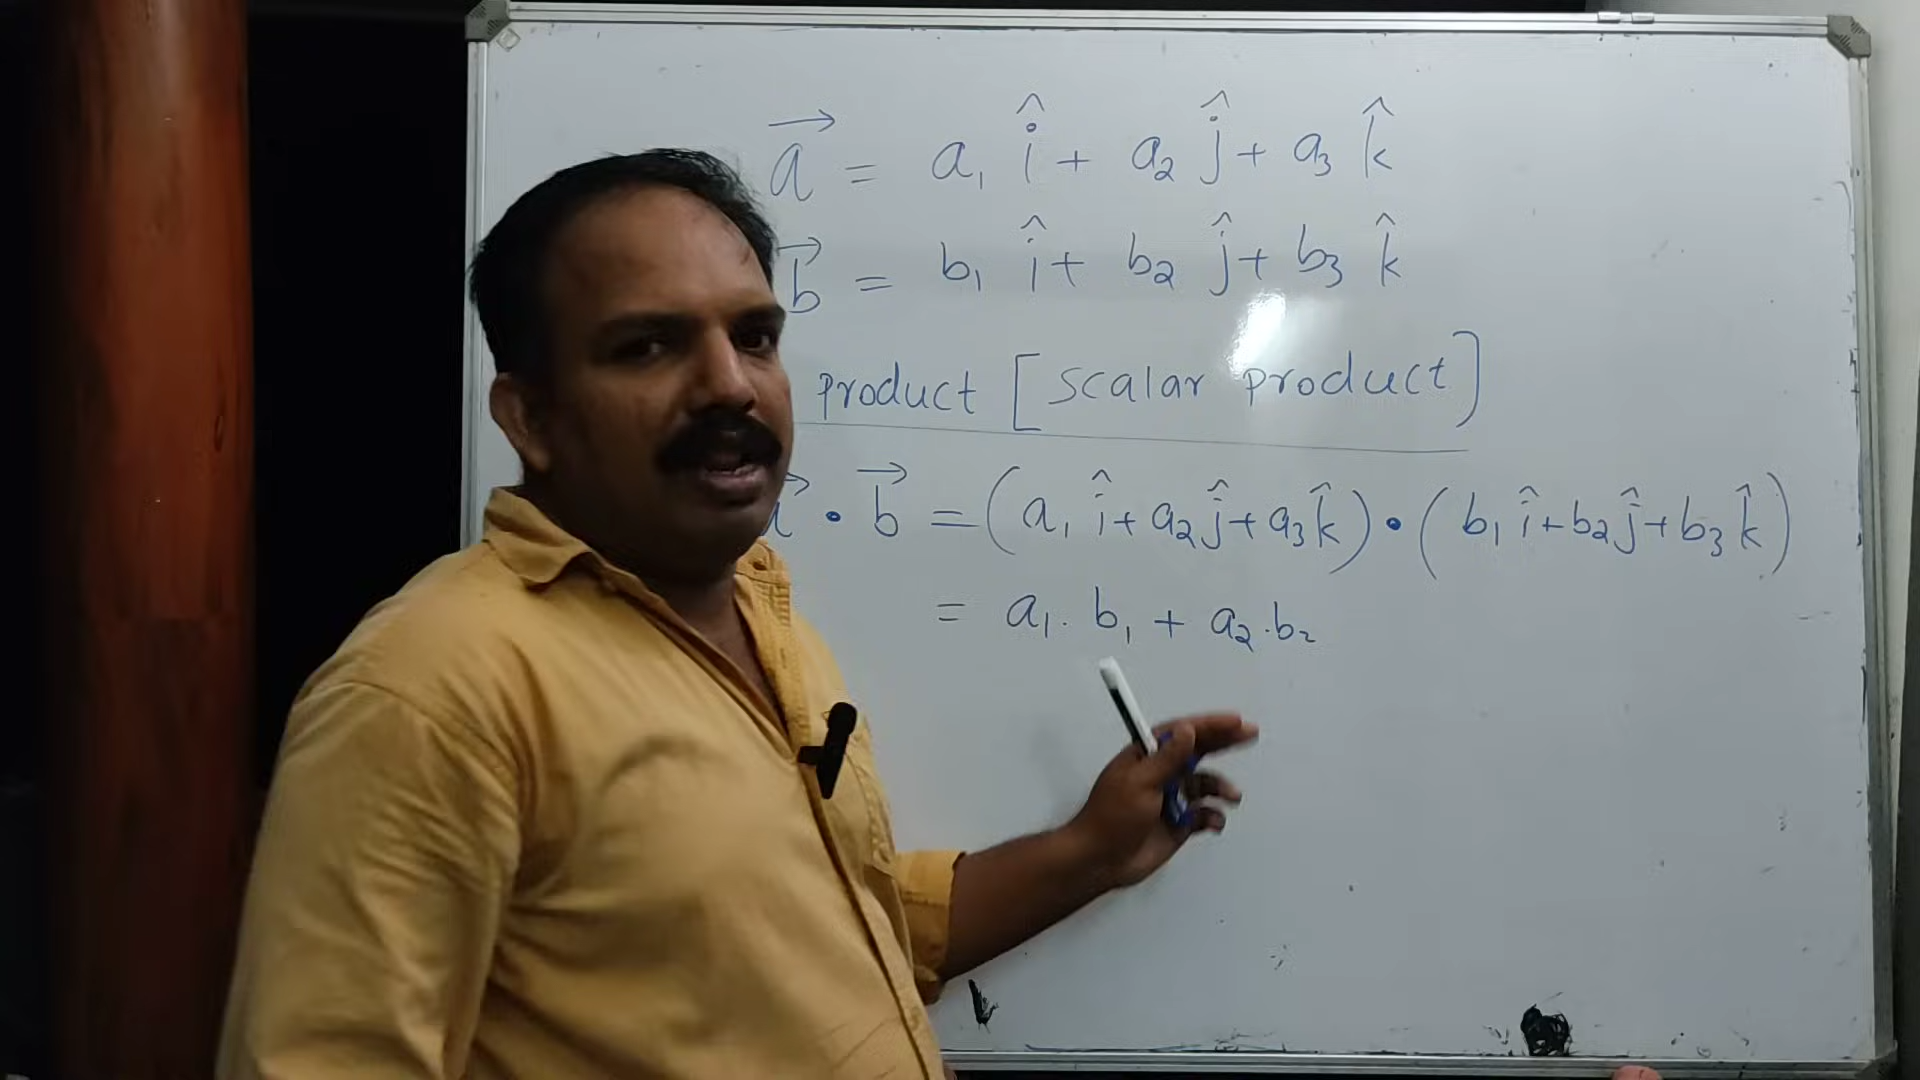 a⃗ = a₁ î + a₂ ĵ + a₃ k̂
b⃗ = b₁ î + b₂ ĵ + b₃ k̂
product [scalar product]
a⃗ • b⃗ = (a₁ î + a₂ ĵ + a₃ k̂) • (b₁ î + b₂ ĵ + b₃ k̂)
= a₁. b₁ + a₂.b₂